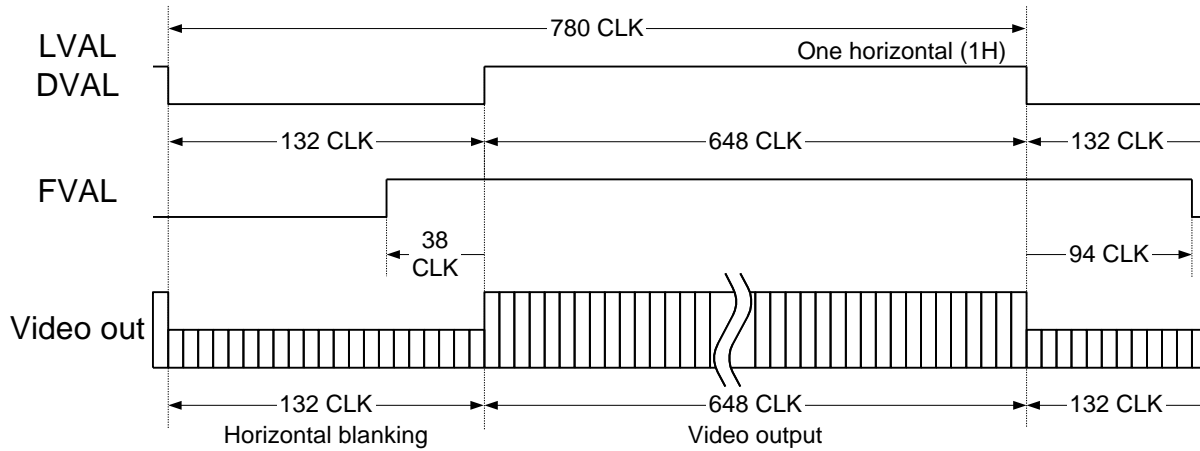 780 CLK
LVAL
DVAL
One horizontal (1H)
132 CLK
648 CLK
132 CLK
FVAL
38
CLK
94 CLK
Video out
132 CLK
648 CLK
132 CLK
Horizontal blanking
Video output